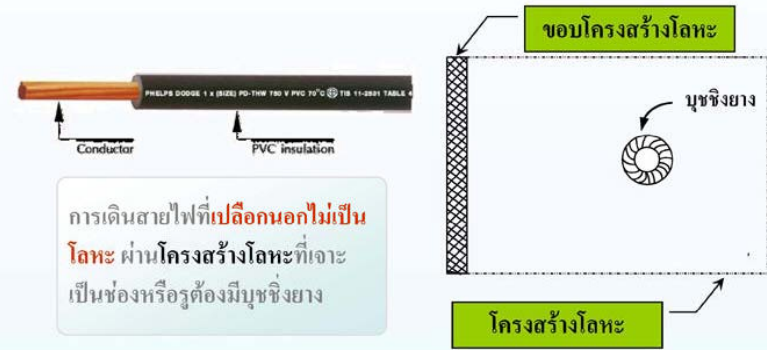 ขอบโครงสร้างโลหะ
PHELPS DODGE 1 x (SIZE) PD-THW 750 V PVC 70°C TIS 11-2531 TABLE 4
บุชชิงยาง
Conductor
PVC insulation
การเดินสายไฟที่เปลือกนอกไม่เป็น
โลหะ ผ่านโครงสร้างโลหะที่เจาะ
เป็นช่องหรือรูต้องมีบุชชิ่งยาง
โครงสร้างโลหะ